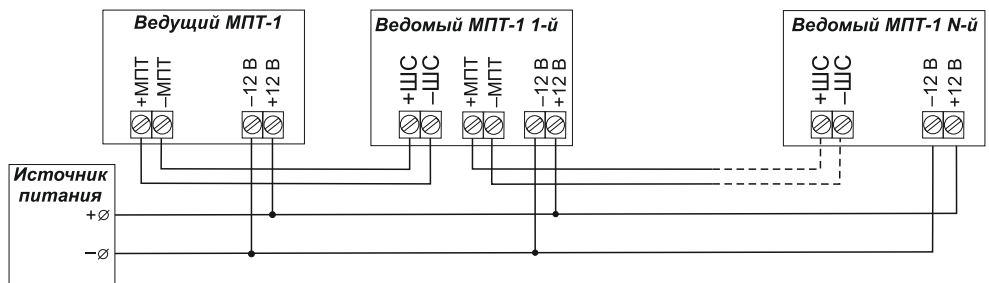 Ведущий МПТ-1
+МПТ
–МПТ
–12 В
+12 В
Ведомый МПТ-1 1-й
+ШС
–ШС
+МПТ
–МПТ
–12 В
+12 В
Ведомый МПТ-1 N-й
+ШС
–ШС
–12 В
+12 В
Источник
питания
+
–